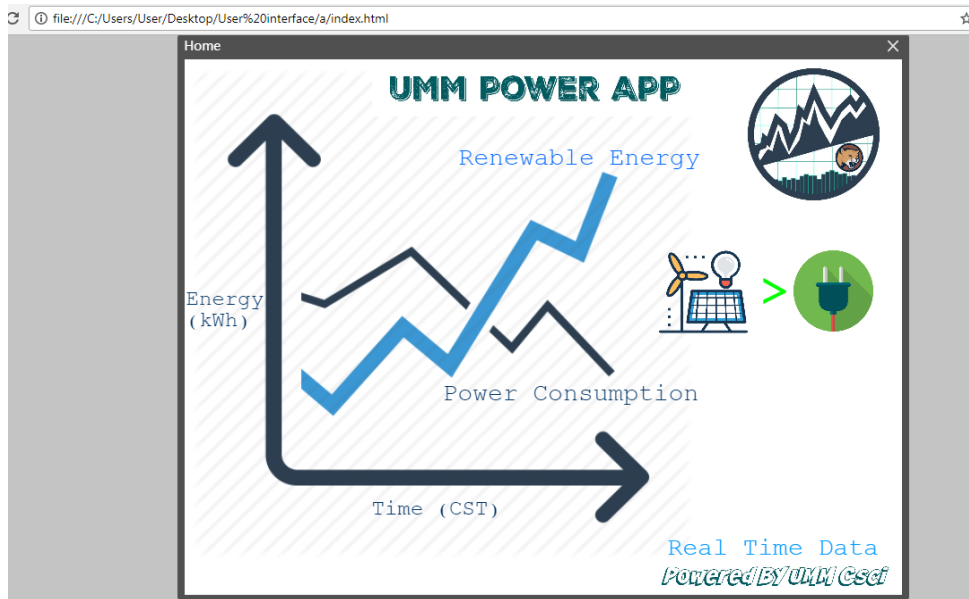 file:///C:/Users/User/Desktop/User%20interface/a/index.html
Home
UMM POWER APP
Renewable Energy
Energy
(kWh)
>
Power Consumption
Time (CST)
Real Time Data
Powered BY UMM Csci